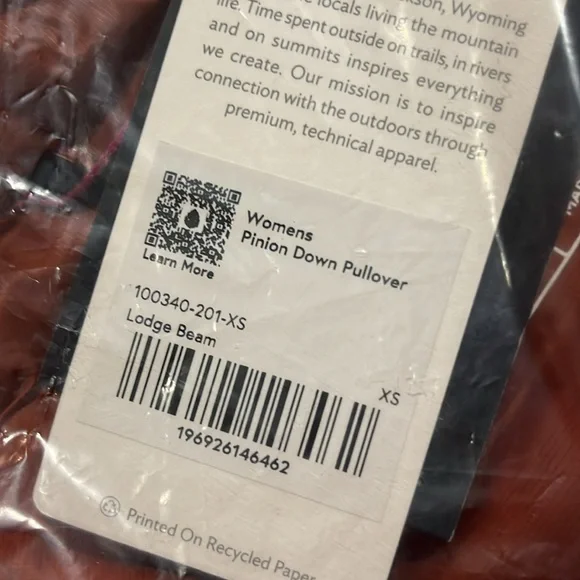 locals living the mountain
life. Time spent outside on trails, in rivers
and on summits inspires everything
we create. Our mission is to inspire
connection with the outdoors through
premium, technical apparel.
Womens
Pinion Down Pullover
Learn More
100340-201-XS
Lodge Beam
XS
196926146462
Printed On Recycled Paper